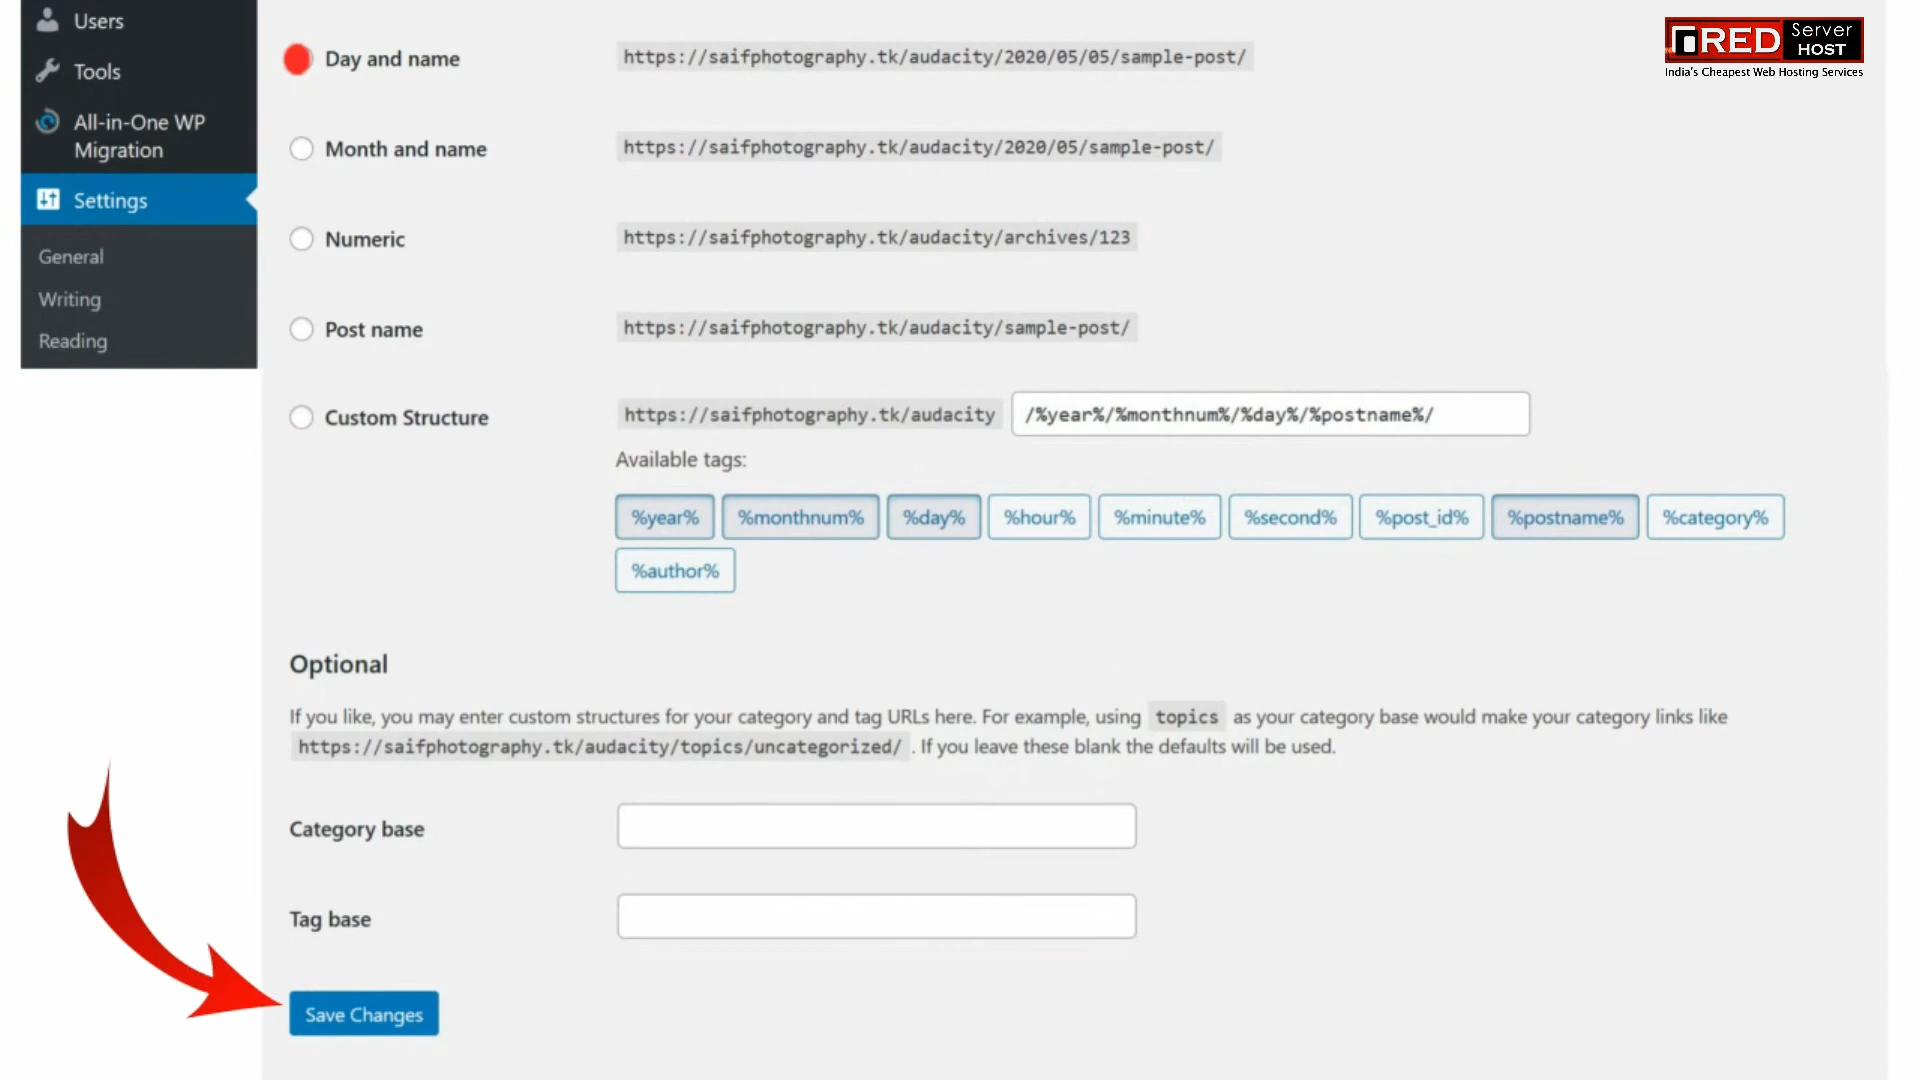 Users
Tools
All-in-One WP
Migration
Settings
General
Writing
Reading
RED
Server
HOST
India's Cheapest Web Hosting Services
Day and name https://saifphotography.tk/audacity/2020/05/05/sample-post/
Month and name https://saifphotography.tk/audacity/2020/05/sample-post/
Numeric https://saifphotography.tk/audacity/archives/123
Post name https://saifphotography.tk/audacity/sample-post/
Custom Structure https://saifphotography.tk/audacity /%year%/%monthnum%/%day%/%postname%/
Available tags:
%year% %monthnum% %day% %hour% %minute% %second% %post_id% %postname% %category%
%author%
Optional
If you like, you may enter custom structures for your category and tag URLs here. For example, using topics as your category base would make your category links like
https://saifphotography.tk/audacity/topics/uncategorized/ . If you leave these blank the defaults will be used.
Category base
Tag base
Save Changes